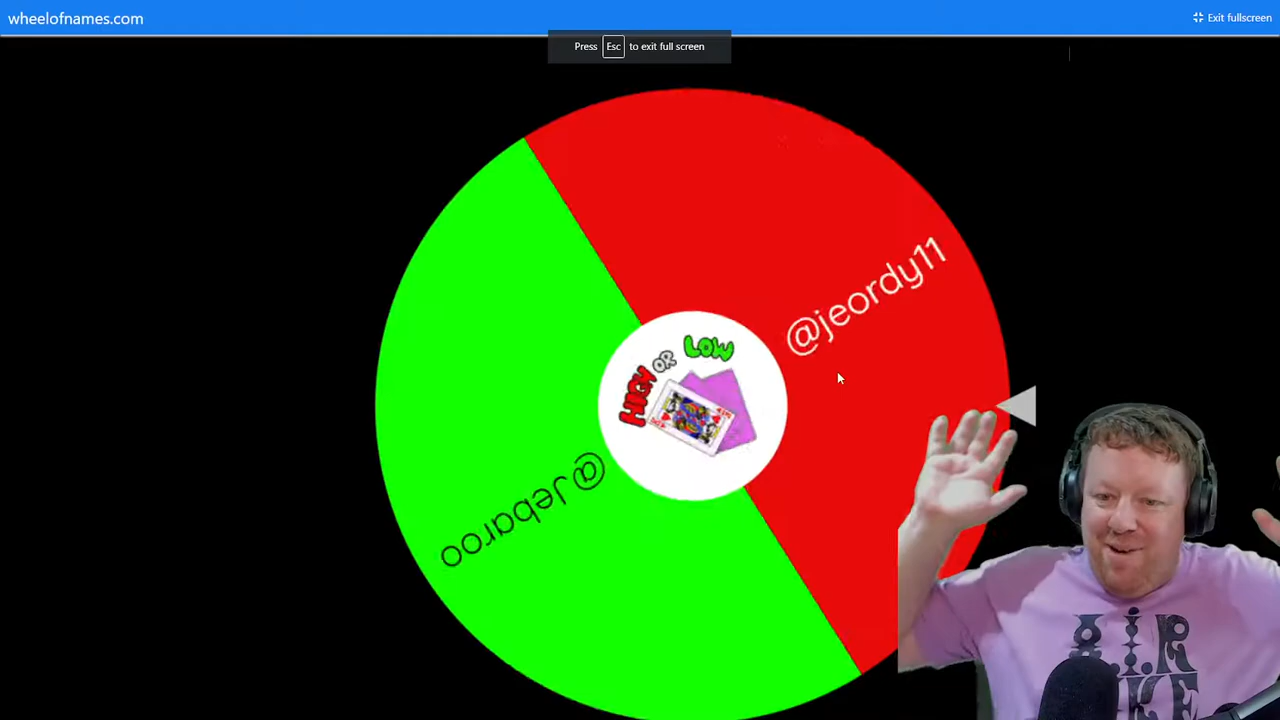 wheelofnames.com
Exit fullscreen
Press Esc to exit full screen
@jeordy11
HIGH OR LOW
@Jebaroo